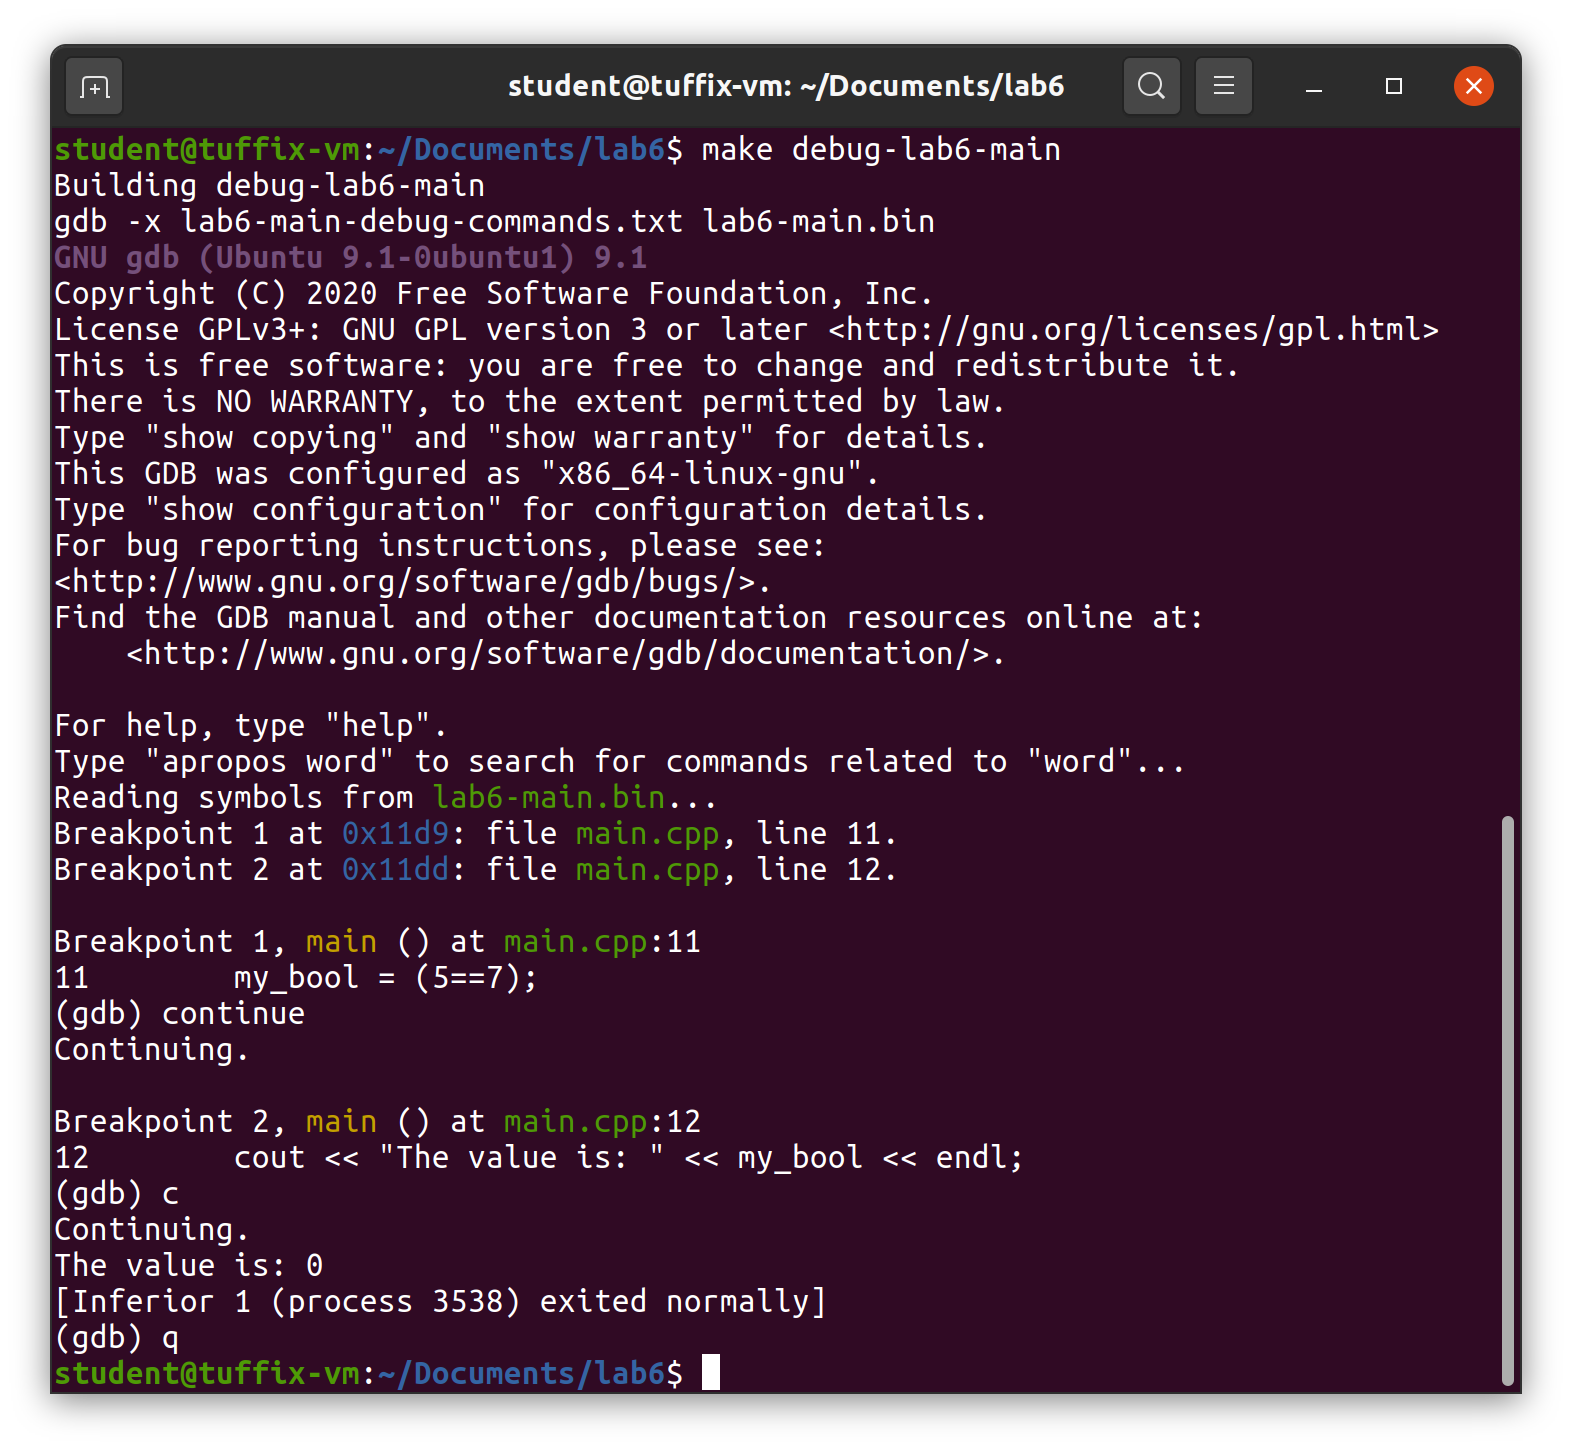 student@tuffix-vm: ~/Documents/lab6
student@tuffix-vm:~/Documents/lab6$ make debug-lab6-main
Building debug-lab6-main
gdb -x lab6-main-debug-commands.txt lab6-main.bin
GNU gdb (Ubuntu 9.1-0ubuntu1) 9.1
Copyright (C) 2020 Free Software Foundation, Inc.
License GPLv3+: GNU GPL version 3 or later <http://gnu.org/licenses/gpl.html>
This is free software: you are free to change and redistribute it.
There is NO WARRANTY, to the extent permitted by law.
Type "show copying" and "show warranty" for details.
This GDB was configured as "x86_64-linux-gnu".
Type "show configuration" for configuration details.
For bug reporting instructions, please see:
<http://www.gnu.org/software/gdb/bugs/>.
Find the GDB manual and other documentation resources online at:
    <http://www.gnu.org/software/gdb/documentation/>.

For help, type "help".
Type "apropos word" to search for commands related to "word"...
Reading symbols from lab6-main.bin...
Breakpoint 1 at 0x11d9: file main.cpp, line 11.
Breakpoint 2 at 0x11dd: file main.cpp, line 12.

Breakpoint 1, main () at main.cpp:11
11        my_bool = (5==7);
(gdb) continue
Continuing.

Breakpoint 2, main () at main.cpp:12
12        cout << "The value is: " << my_bool << endl;
(gdb) c
Continuing.
The value is: 0
[Inferior 1 (process 3538) exited normally]
(gdb) q
student@tuffix-vm:~/Documents/lab6$